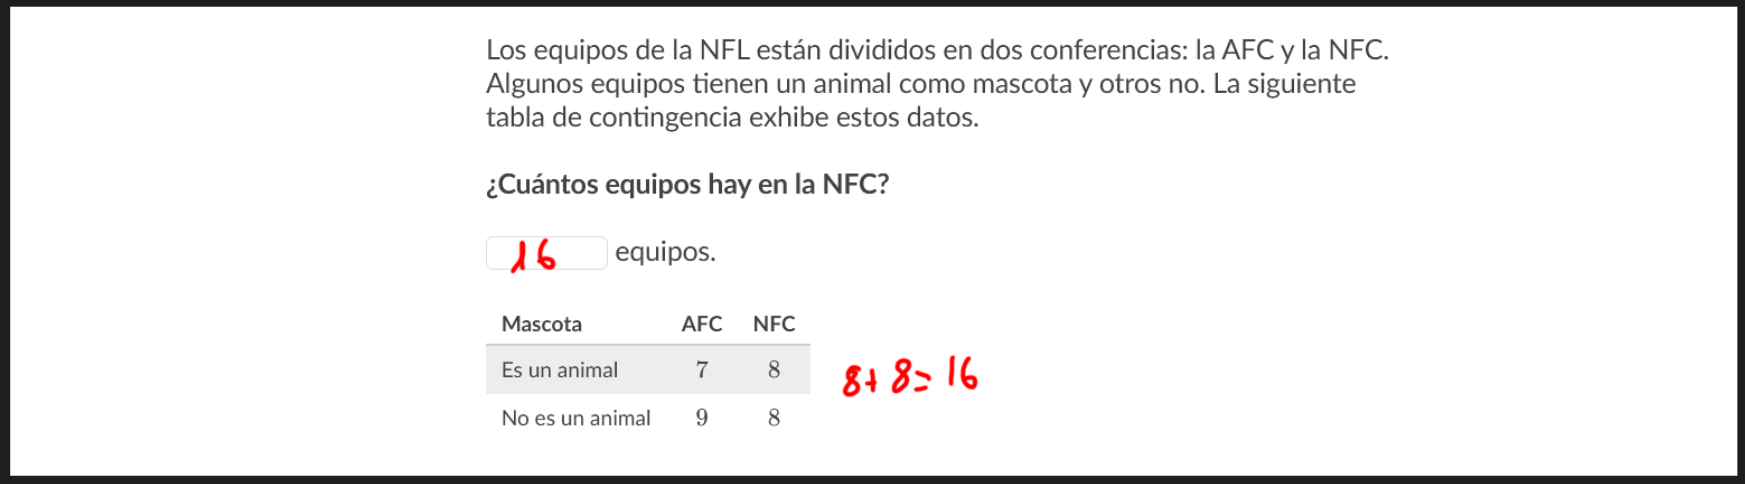 Los equipos de la NFL están divididos en dos conferencias: la AFC y la NFC.
Algunos equipos tienen un animal como mascota y otros no. La siguiente
tabla de contingencia exhibe estos datos.
¿Cuántos equipos hay en la NFC?
16 equipos.
Mascota AFC NFC
Es un animal 7 8 8+8=16
No es un animal 9 8